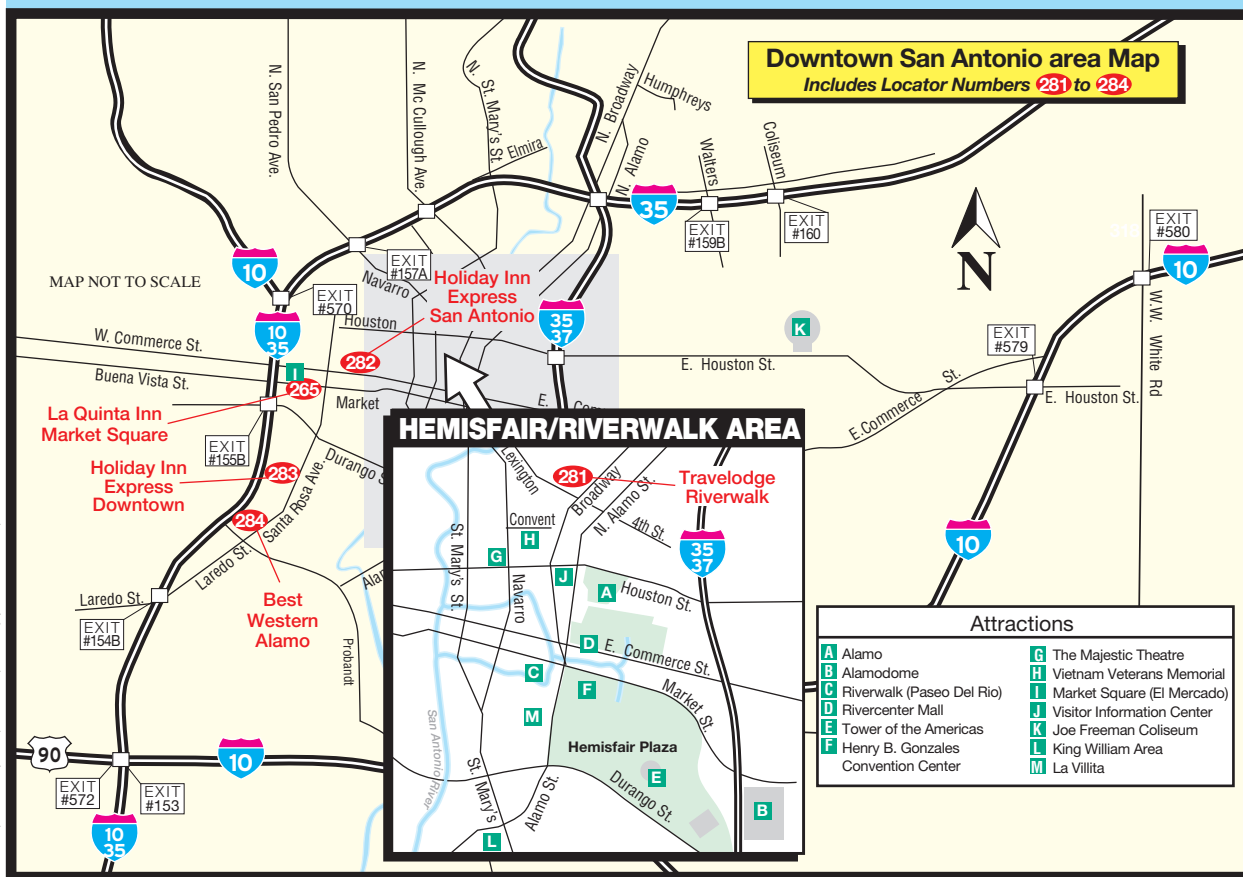 Downtown San Antonio area Map
Includes Locator Numbers 281 to 284
N. San Pedro Ave.
N. Mc Cullough Ave.
N. St. Mary's St.
Elmira
N. Broadway
Humphreys
N. Alamo
Walters
Coliseum
35
EXIT
#159B
EXIT
#160
N
EXIT
#580
10
W.W. White Rd
10
MAP NOT TO SCALE
EXIT
#157A
Navarro
EXIT
#570
Holiday Inn
Express
San Antonio
35
37
10
35
Houston
W. Commerce St.
282
K
E. Houston St.
EXIT
#579
Buena Vista St.
I
265
Market
E. Com
E.Commerce St.
E. Houston St.
La Quinta Inn
Market Square
EXIT
#155B
Holiday Inn
Express
Downtown
283
Durango S
Santa Rosa Ave.
284
Laredo St.
Laredo St.
EXIT
#154B
Best
Western
Alamo
Ala
Probandt
10
90
10
EXIT
#572
EXIT
#153
10
35
HEMISFAIR/RIVERWALK AREA
Lexington
281
Travelodge
Riverwalk
Broadway
N. Alamo St.
4th St.
Convent
H
G
St. Mary's St.
Navarro
J
A
Houston St.
35
37
D
E. Commerce St.
C
F
Market St.
M
Hemisfair Plaza
E
San Antonio River
St. Mary's
Alamo St.
Durango St.
B
L
Attractions
A Alamo
B Alamodome
C Riverwalk (Paseo Del Rio)
D Rivercenter Mall
E Tower of the Americas
F Henry B. Gonzales
Convention Center
G The Majestic Theatre
H Vietnam Veterans Memorial
I Market Square (El Mercado)
J Visitor Information Center
K Joe Freeman Coliseum
L King William Area
M La Villita